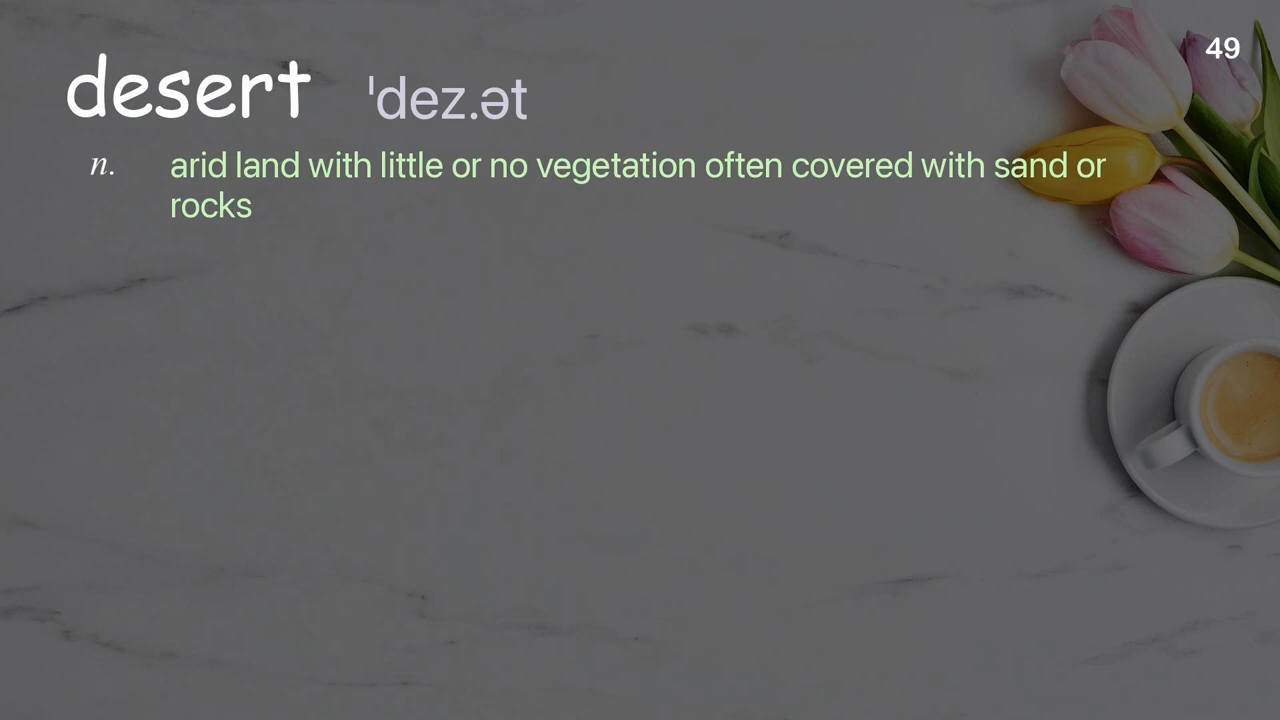 49
desert ˈdez.ət
n. arid land with little or no vegetation often covered with sand or
rocks